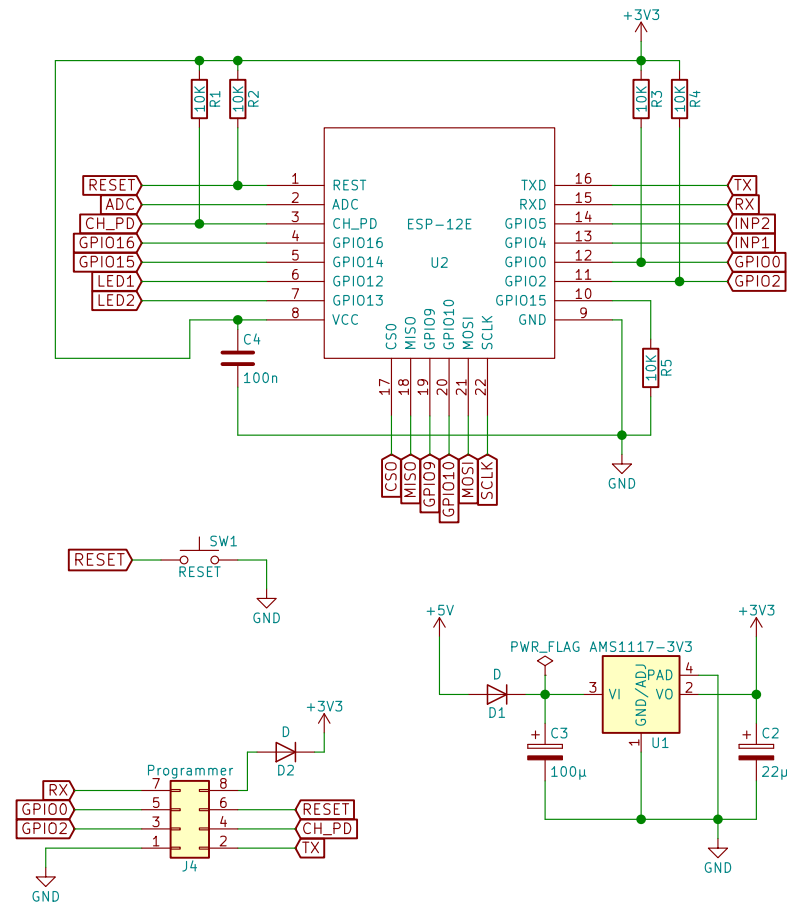 +3V3
10K R1
10K R2
10K R3
10K R4
RESET 1 REST TXD 16 TX
ADC 2 ADC RXD 15 RX
CH_PD 3 CH_PD ESP-12E GPIO5 14 INP2
GPIO16 4 GPIO16 GPIO4 13 INP1
GPIO15 5 GPIO14 U2 GPIO0 12 GPIO0
LED1 6 GPIO12 GPIO2 11 GPIO2
LED2 7 GPIO13 GPIO15 10
8 VCC GND 9
CS0 MISO GPIO9 GPIO10 MOSI SCLK
C4
100n
17 18 19 20 21 22
10K R5
CSO MISO GPIO9 GPIO10 MOSI SCLK
GND
RESET SW1
RESET
GND
+5V
+3V3
PWR_FLAG AMS1117-3V3
D
D1
3 VI GND/ADJ PAD 4
VO 2
1 U1
+ C3
100µ
+ C2
22µ
GND
+3V3
D
D2
Programmer
RX 7 8
GPIO0 5 6 RESET
GPIO2 3 4 CH_PD
1 2 TX
J4
GND